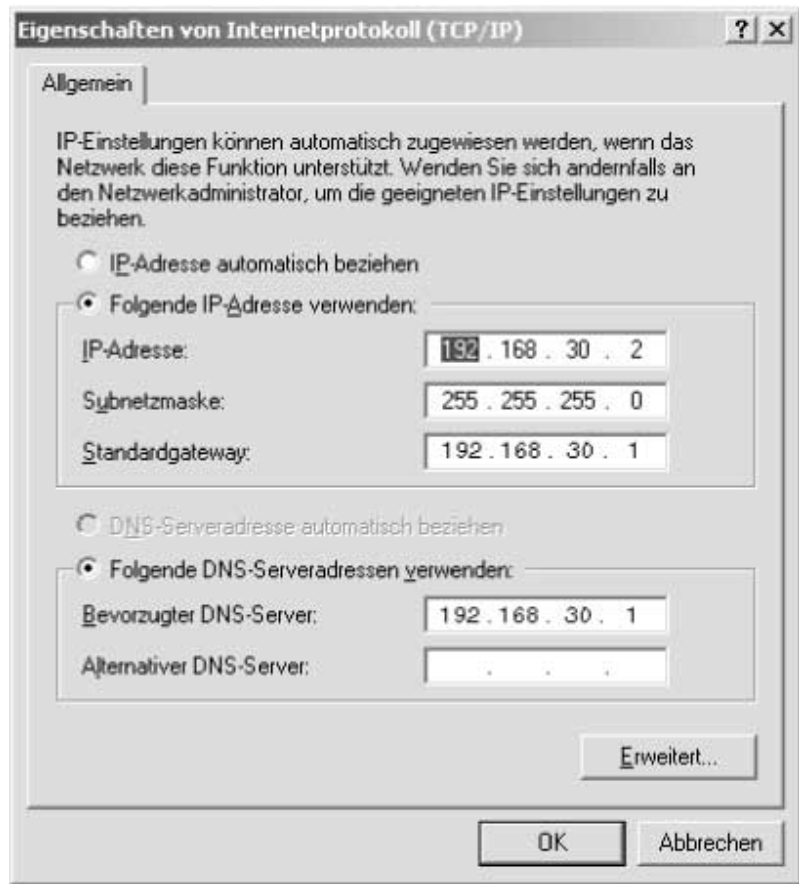 Eigenschaften von Internetprotokoll (TCP/IP)
Allgemein
IP-Einstellungen können automatisch zugewiesen werden, wenn das
Netzwerk diese Funktion unterstützt. Wenden Sie sich andernfalls an
den Netzwerkadministrator, um die geeigneten IP-Einstellungen zu
beziehen.
IP-Adresse automatisch beziehen
Folgende IP-Adresse verwenden:
IP-Adresse: 192 . 168 . 30 . 2
Subnetzmaske: 255 . 255 . 255 . 0
Standardgateway: 192 . 168 . 30 . 1
DNS-Serveradresse automatisch beziehen
Folgende DNS-Serveradressen verwenden:
Bevorzugter DNS-Server: 192 . 168 . 30 . 1
Alternativer DNS-Server: . . .
Erweitert...
OK Abbrechen